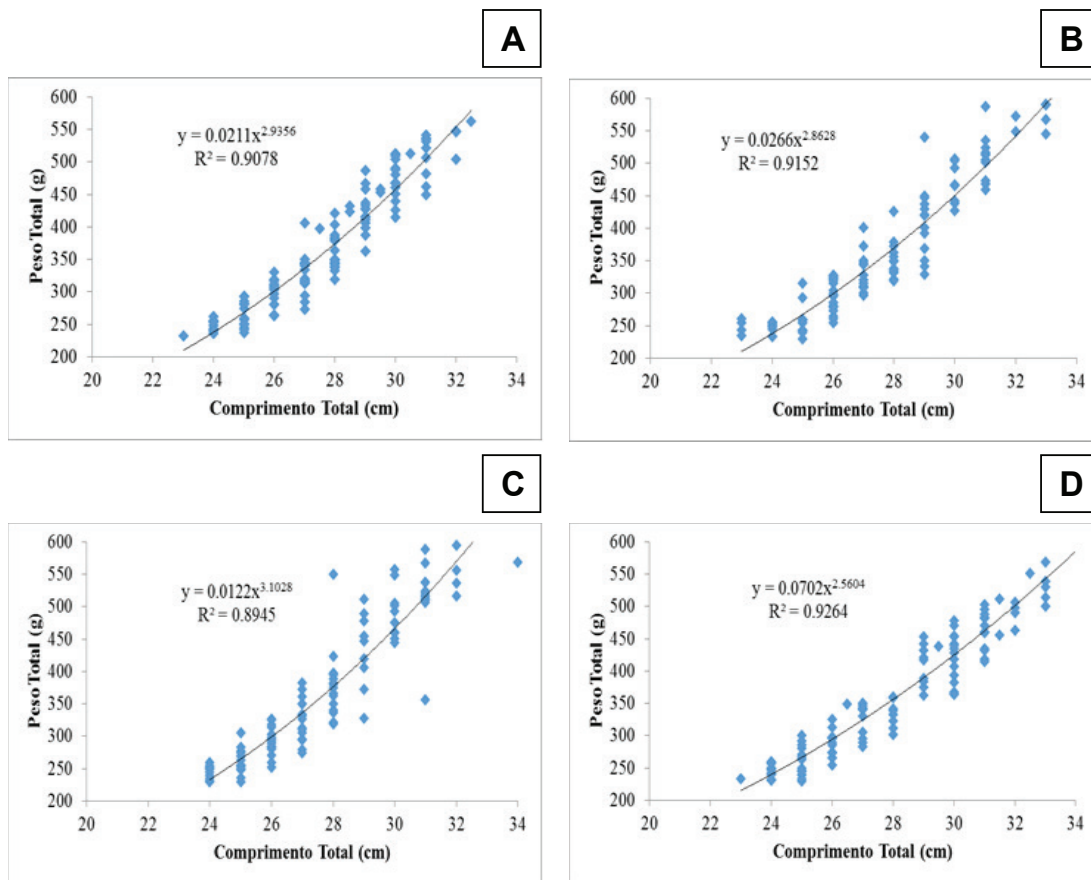 A
600
550
500
450
400
350
300
250
200
20 22 24 26 28 30 32 34
Peso Total (g)
Comprimento Total (cm)
y = 0.0211x^2.9356
R² = 0.9078
B
600
550
500
450
400
350
300
250
200
20 22 24 26 28 30 32 34
Peso Total (g)
Comprimento Total (cm)
y = 0.0266x^2.8628
R² = 0.9152
C
600
550
500
450
400
350
300
250
200
20 22 24 26 28 30 32 34
Peso Total (g)
Comprimento Total (cm)
y = 0.0122x^3.1028
R² = 0.8945
D
600
550
500
450
400
350
300
250
200
20 22 24 26 28 30 32 34
Peso Total (g)
Comprimento Total (cm)
y = 0.0702x^2.5604
R² = 0.9264